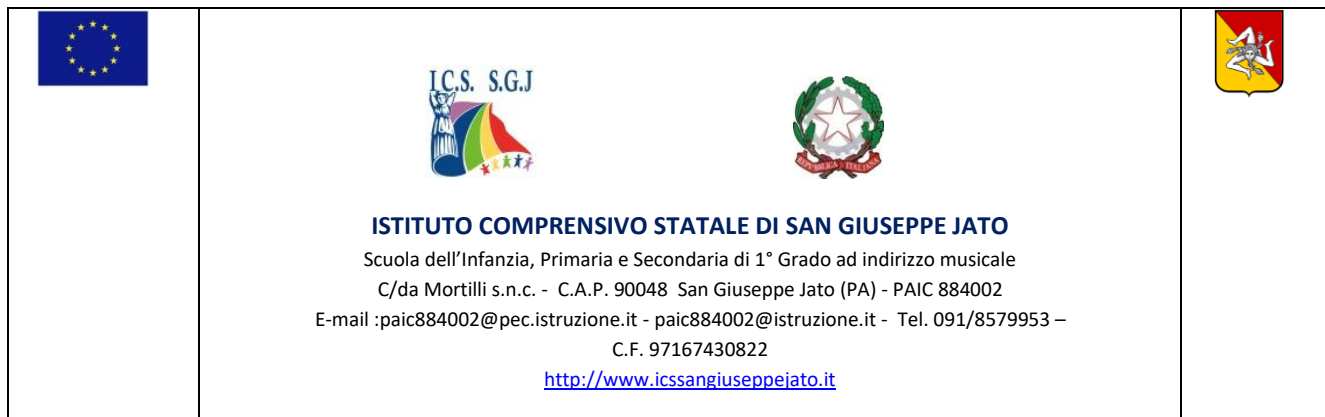 I.C.S. S.G.J
REPVBBLICA ITALIANA
ISTITUTO COMPRENSIVO STATALE DI SAN GIUSEPPE JATO
Scuola dell’Infanzia, Primaria e Secondaria di 1° Grado ad indirizzo musicale
C/da Mortilli s.n.c. - C.A.P. 90048 San Giuseppe Jato (PA) - PAIC 884002
E-mail :paic884002@pec.istruzione.it - paic884002@istruzione.it - Tel. 091/8579953 –
C.F. 97167430822
http://www.icssangiuseppejato.it